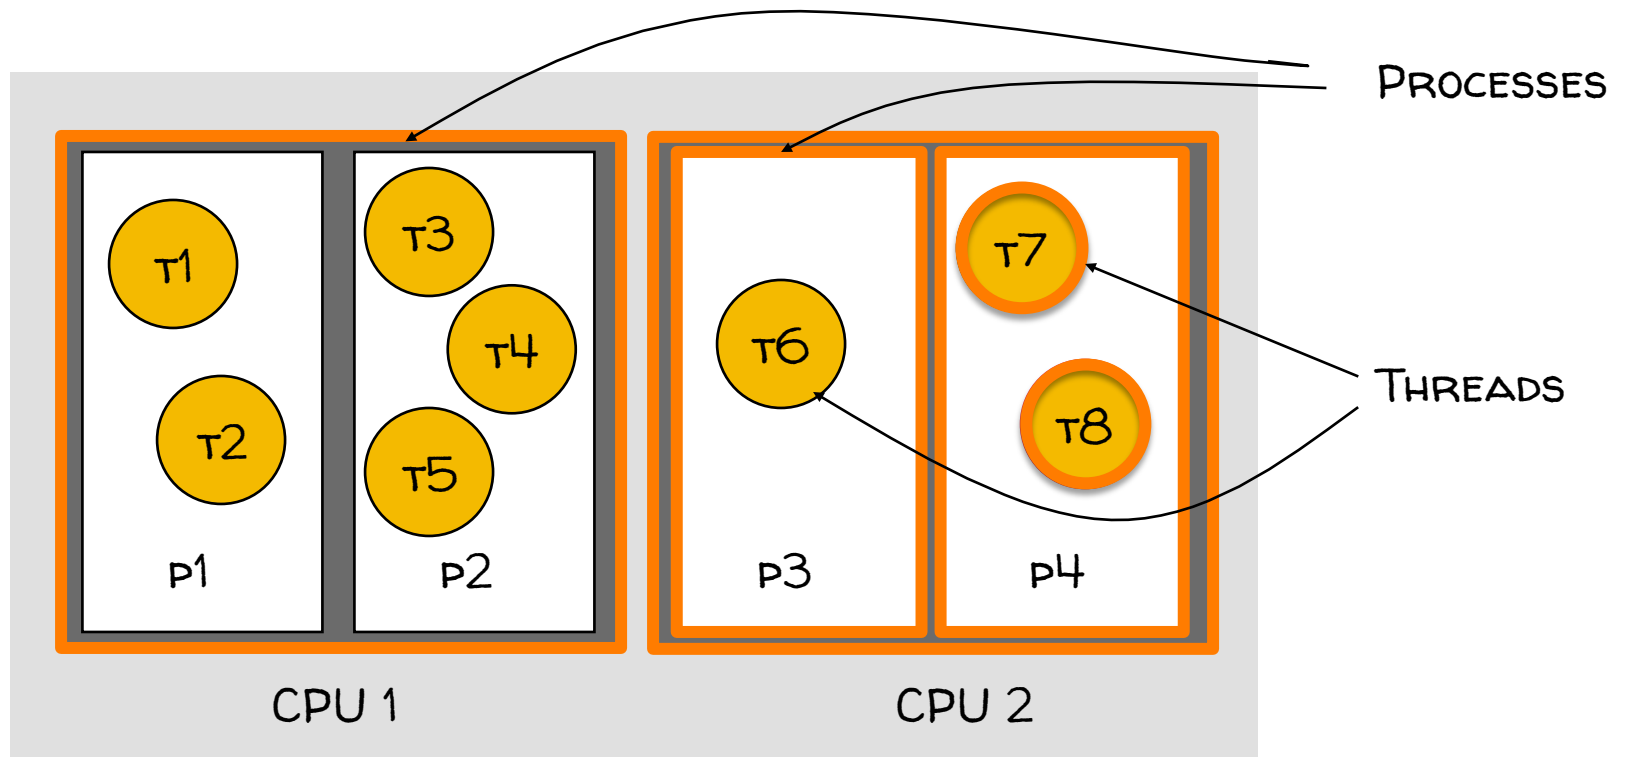 Processes
T1
T2
P1
T3
T4
T5
P2
T6
P3
T7
T8
P4
Threads
CPU 1
CPU 2